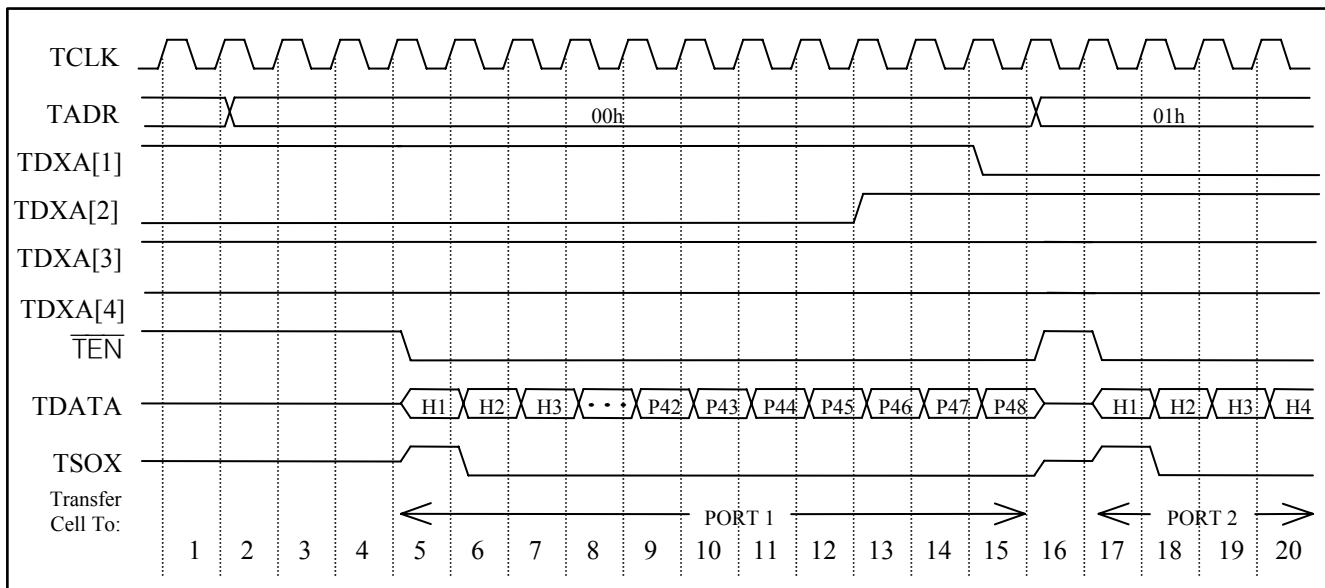 TCLK
TADR 00h 01h
TDXA[1]
TDXA[2]
TDXA[3]
TDXA[4]
TEN
TDATA H1 H2 H3 ... P42 P43 P44 P45 P46 P47 P48 H1 H2 H3 H4
TSOX
Transfer
Cell To: PORT 1 PORT 2
1 2 3 4 5 6 7 8 9 10 11 12 13 14 15 16 17 18 19 20